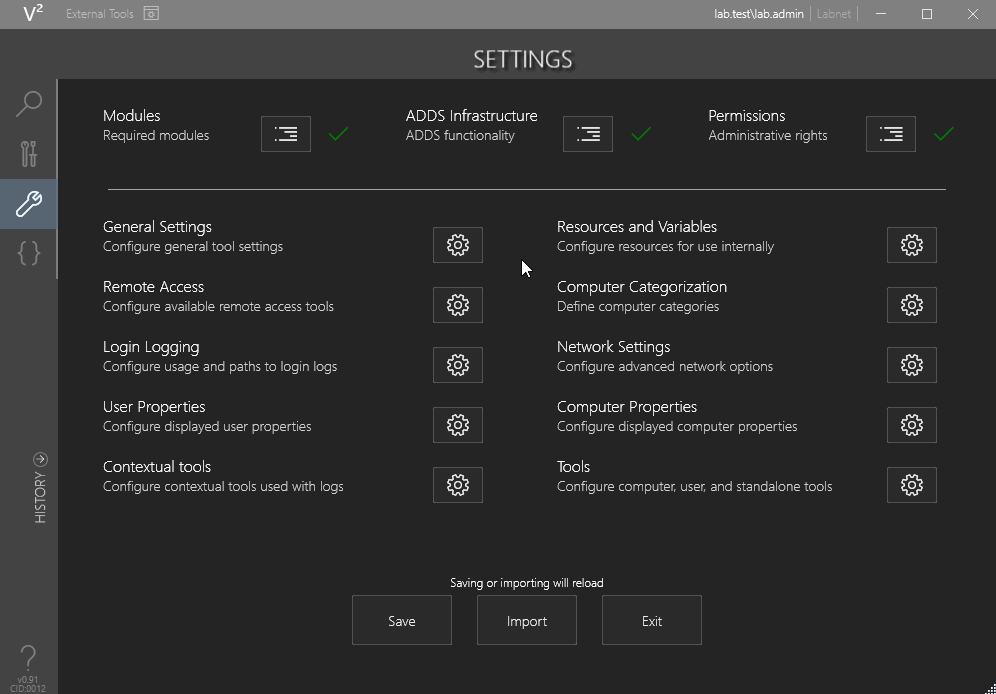 V²
External Tools
lab.test\lab.admin
Labnet
SETTINGS
Modules
Required modules
ADDS Infrastructure
ADDS functionality
Permissions
Administrative rights
General Settings
Configure general tool settings
Resources and Variables
Configure resources for use internally
Remote Access
Configure available remote access tools
Computer Categorization
Define computer categories
Login Logging
Configure usage and paths to login logs
Network Settings
Configure advanced network options
User Properties
Configure displayed user properties
Computer Properties
Configure displayed computer properties
Contextual tools
Configure contextual tools used with logs
Tools
Configure computer, user, and standalone tools
HISTORY
Saving or importing will reload
Save
Import
Exit
v0.91
CID:0012